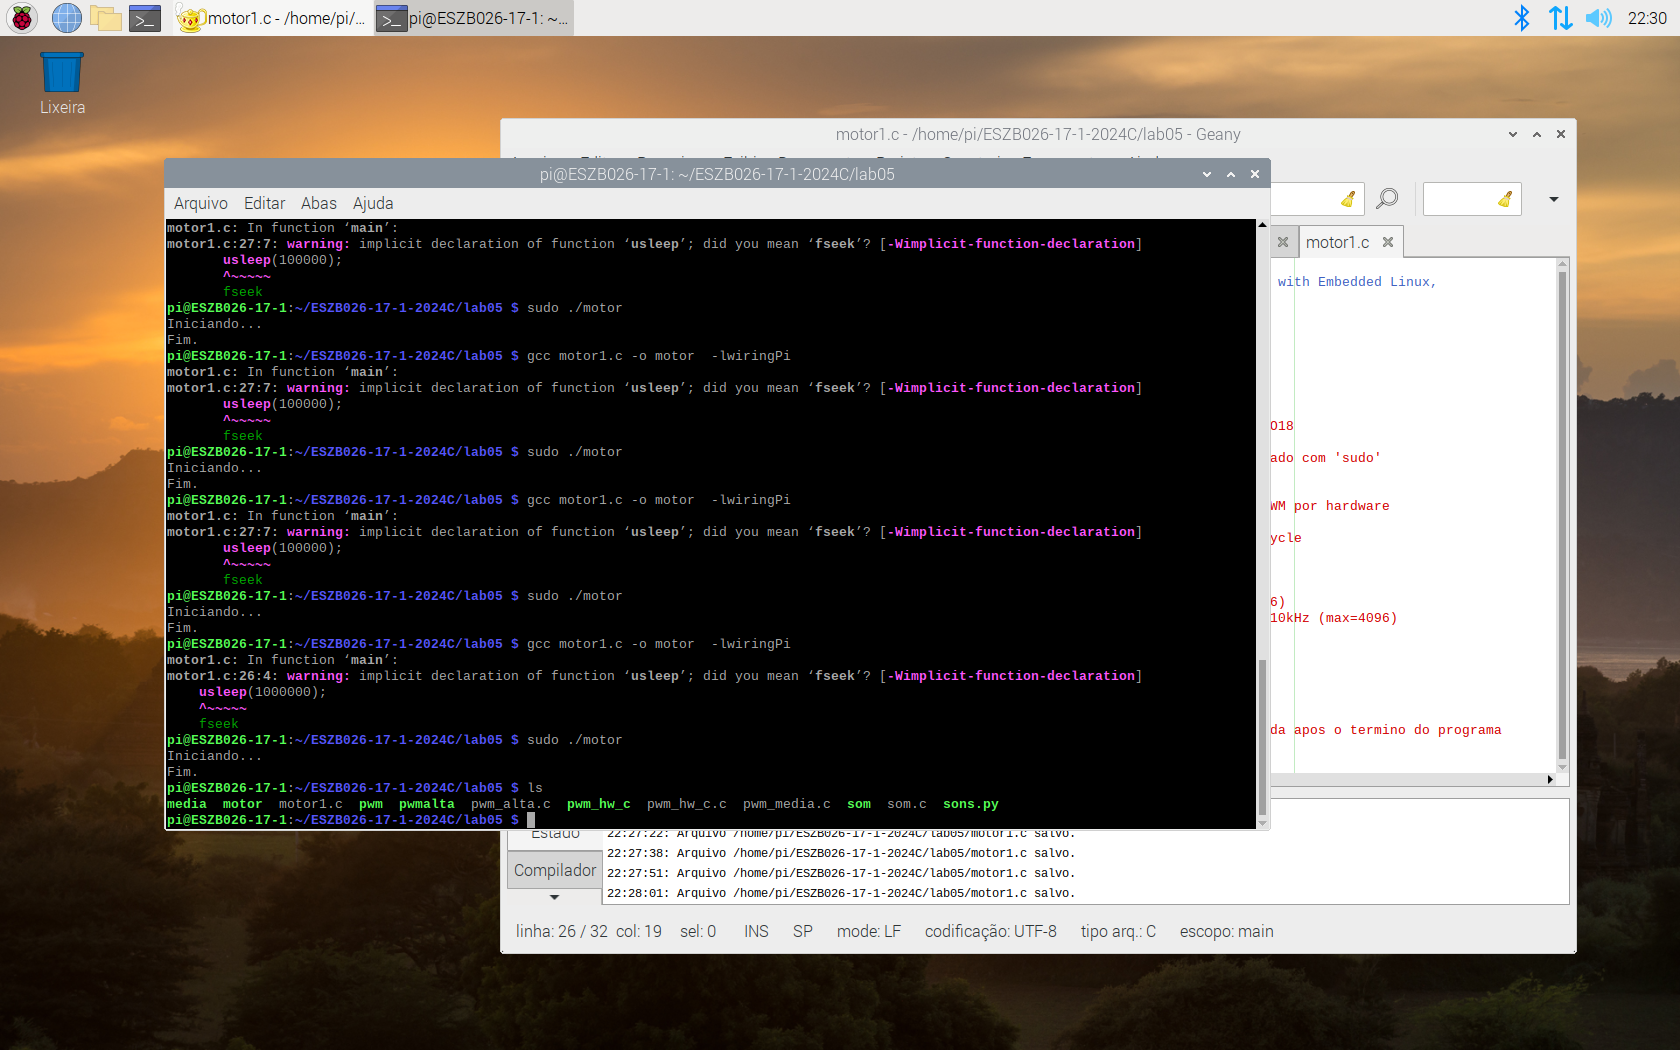 motor1.c - /home/pi/...
pi@ESZB026-17-1: ~...
22:30
Lixeira
motor1.c - /home/pi/ESZB026-17-1-2024C/lab05 - Geany
pi@ESZB026-17-1: ~/ESZB026-17-1-2024C/lab05
Arquivo Editar Abas Ajuda
motor1.c: In function ‘main’:
motor1.c:27:7: warning: implicit declaration of function ‘usleep’; did you mean ‘fseek’? [-Wimplicit-function-declaration]
usleep(100000);
^~~~~~
fseek
pi@ESZB026-17-1:~/ESZB026-17-1-2024C/lab05 $ sudo ./motor
Iniciando...
Fim.
pi@ESZB026-17-1:~/ESZB026-17-1-2024C/lab05 $ gcc motor1.c -o motor  -lwiringPi
motor1.c: In function ‘main’:
motor1.c:27:7: warning: implicit declaration of function ‘usleep’; did you mean ‘fseek’? [-Wimplicit-function-declaration]
usleep(100000);
^~~~~~
fseek
pi@ESZB026-17-1:~/ESZB026-17-1-2024C/lab05 $ sudo ./motor
Iniciando...
Fim.
pi@ESZB026-17-1:~/ESZB026-17-1-2024C/lab05 $ gcc motor1.c -o motor  -lwiringPi
motor1.c: In function ‘main’:
motor1.c:27:7: warning: implicit declaration of function ‘usleep’; did you mean ‘fseek’? [-Wimplicit-function-declaration]
usleep(100000);
^~~~~~
fseek
pi@ESZB026-17-1:~/ESZB026-17-1-2024C/lab05 $ sudo ./motor
Iniciando...
Fim.
pi@ESZB026-17-1:~/ESZB026-17-1-2024C/lab05 $ gcc motor1.c -o motor  -lwiringPi
motor1.c: In function ‘main’:
motor1.c:26:4: warning: implicit declaration of function ‘usleep’; did you mean ‘fseek’? [-Wimplicit-function-declaration]
usleep(1000000);
^~~~~~
fseek
pi@ESZB026-17-1:~/ESZB026-17-1-2024C/lab05 $ sudo ./motor
Iniciando...
Fim.
pi@ESZB026-17-1:~/ESZB026-17-1-2024C/lab05 $ ls
media  motor  motor1.c  pwm  pwmalta  pwm_alta.c  pwm_hw_c  pwm_hw_c.c  pwm_media.c  som  som.c  sons.py
pi@ESZB026-17-1:~/ESZB026-17-1-2024C/lab05 $
motor1.c
with Embedded Linux,
O18
ado com 'sudo'
WM por hardware
ycle
6)
10kHz (max=4096)
da apos o termino do programa
Estado
Compilador
22:27:22: Arquivo /home/pi/ESZB026-17-1-2024C/lab05/motor1.c salvo.
22:27:38: Arquivo /home/pi/ESZB026-17-1-2024C/lab05/motor1.c salvo.
22:27:51: Arquivo /home/pi/ESZB026-17-1-2024C/lab05/motor1.c salvo.
22:28:01: Arquivo /home/pi/ESZB026-17-1-2024C/lab05/motor1.c salvo.
linha: 26 / 32 col: 19 sel: 0 INS SP mode: LF codificação: UTF-8 tipo arq.: C escopo: main